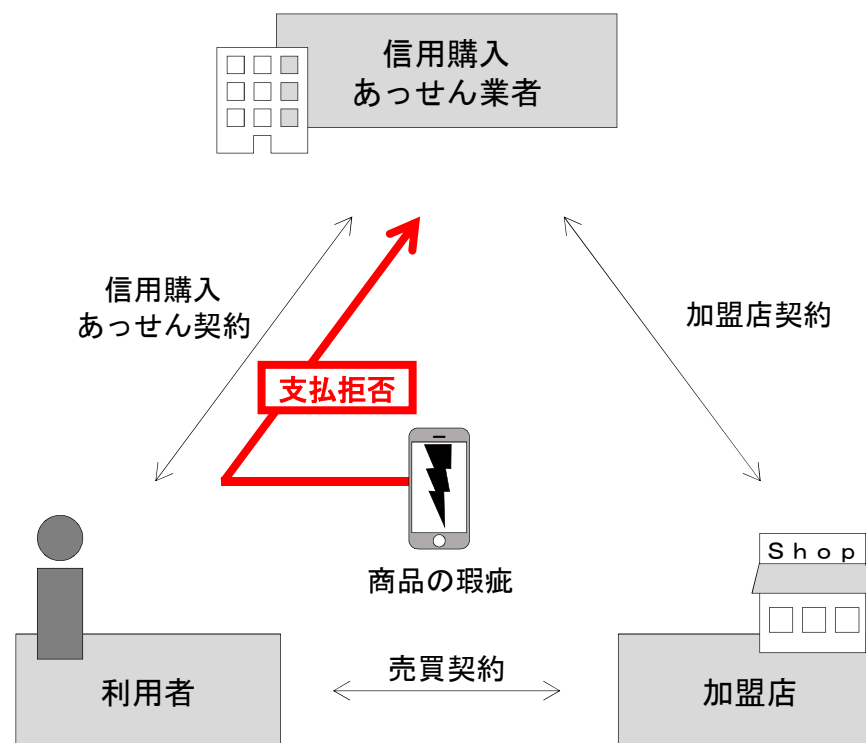 信用購入
あっせん業者
信用購入
あっせん契約
加盟店契約
支払拒否
商品の瑕疵
Shop
売買契約
利用者
加盟店